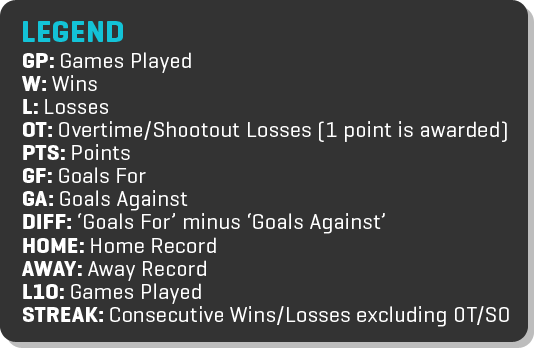 LEGEND
GP: Games Played
W: Wins
L: Losses
OT: Overtime/Shootout Losses (1 point is awarded)
PTS: Points
GF: Goals For
GA: Goals Against
DIFF: ‘Goals For’ minus ‘Goals Against’
HOME: Home Record
AWAY: Away Record
L10: Games Played
STREAK: Consecutive Wins/Losses excluding OT/SO